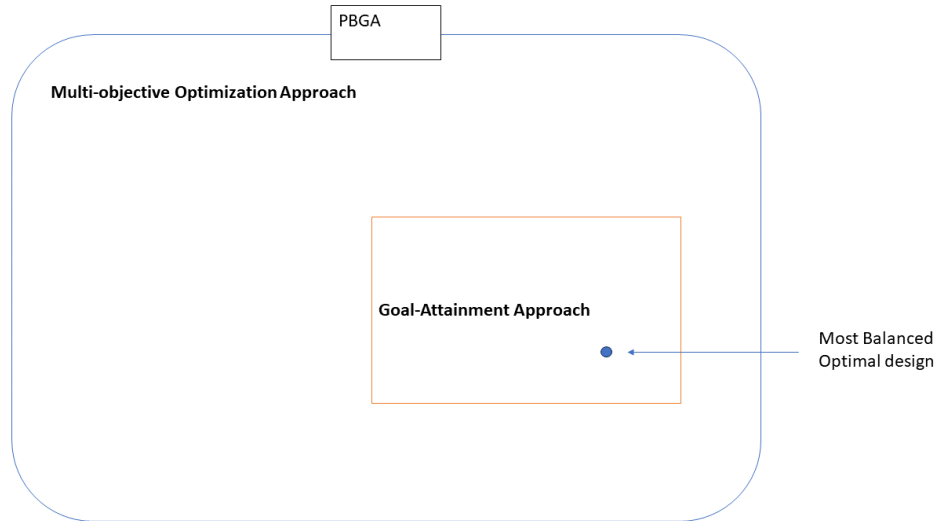 PBGA
Multi-objective Optimization Approach
Goal-Attainment Approach
Most Balanced
Optimal design